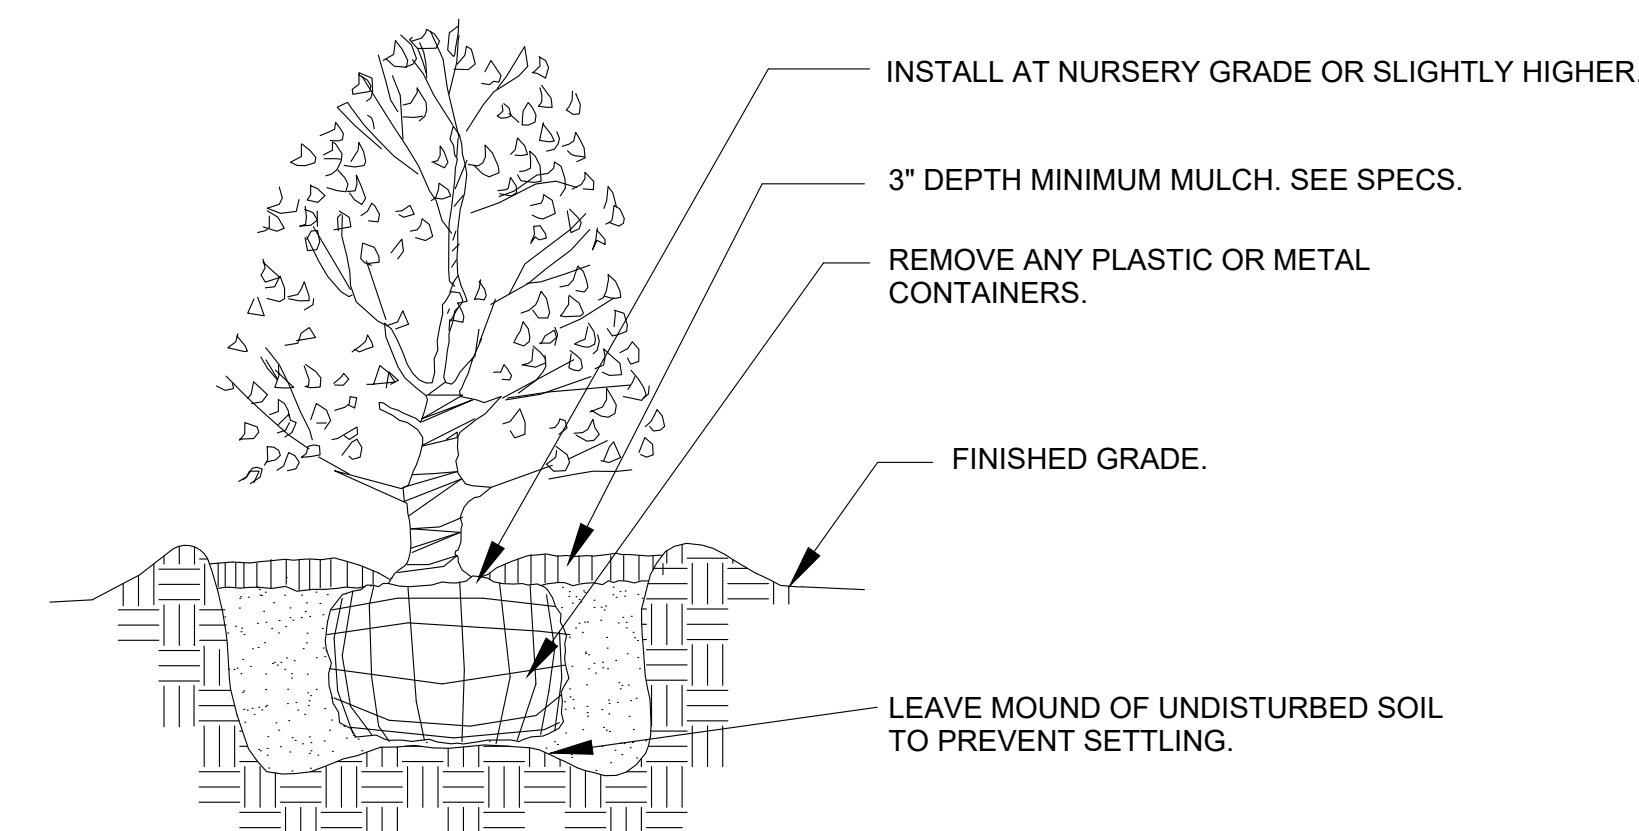 INSTALL AT NURSERY GRADE OR SLIGHTLY HIGHER.
3" DEPTH MINIMUM MULCH. SEE SPECS.
REMOVE ANY PLASTIC OR METAL
CONTAINERS.
FINISHED GRADE.
LEAVE MOUND OF UNDISTURBED SOIL
TO PREVENT SETTLING.